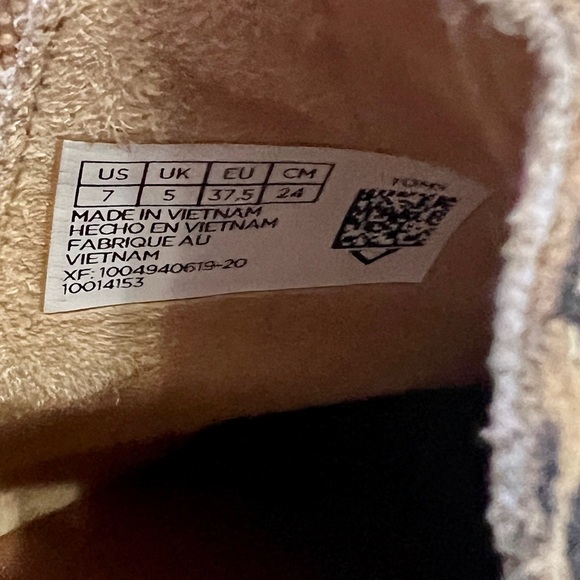 US UK EU CM
7 5 37,5 24
MADE IN VIETNAM
HECHO EN VIETNAM
FABRIQUE AU
VIETNAM
XF: 1004940619-20
10014153
TOMS